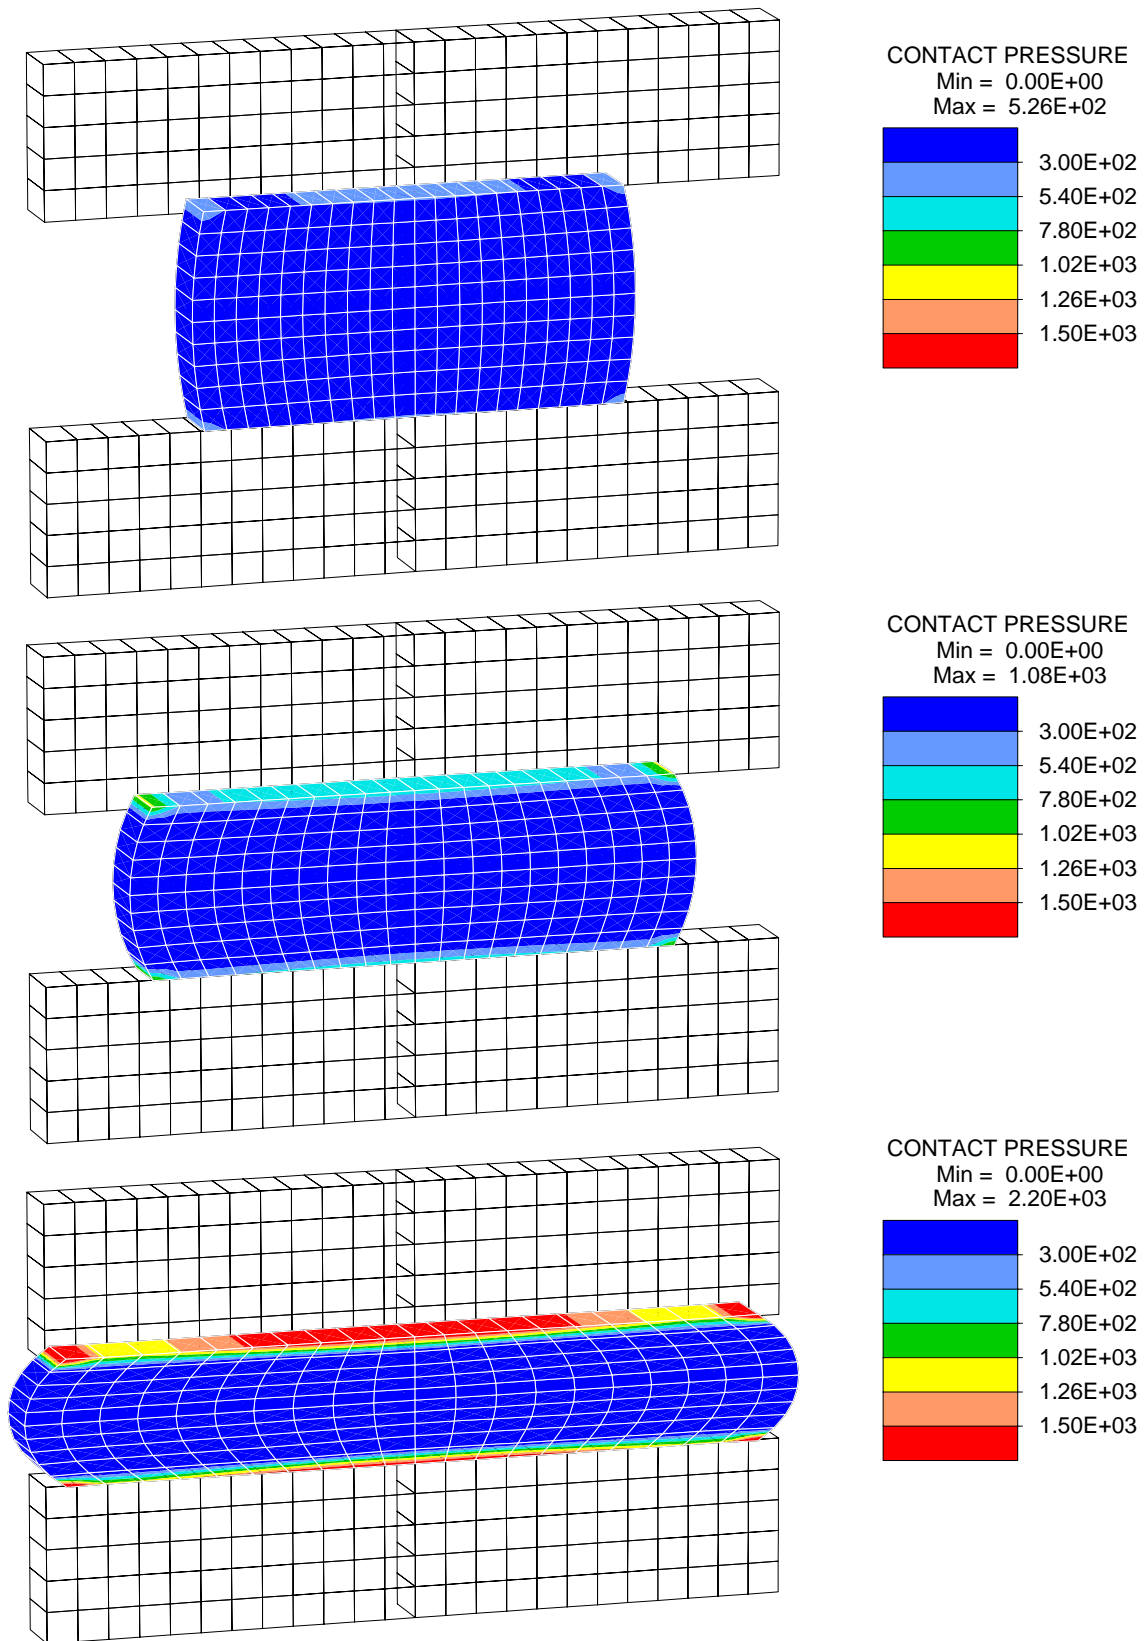 CONTACT PRESSURE
Min = 0.00E+00
Max = 5.26E+02
3.00E+02
5.40E+02
7.80E+02
1.02E+03
1.26E+03
1.50E+03
CONTACT PRESSURE
Min = 0.00E+00
Max = 1.08E+03
3.00E+02
5.40E+02
7.80E+02
1.02E+03
1.26E+03
1.50E+03
CONTACT PRESSURE
Min = 0.00E+00
Max = 2.20E+03
3.00E+02
5.40E+02
7.80E+02
1.02E+03
1.26E+03
1.50E+03